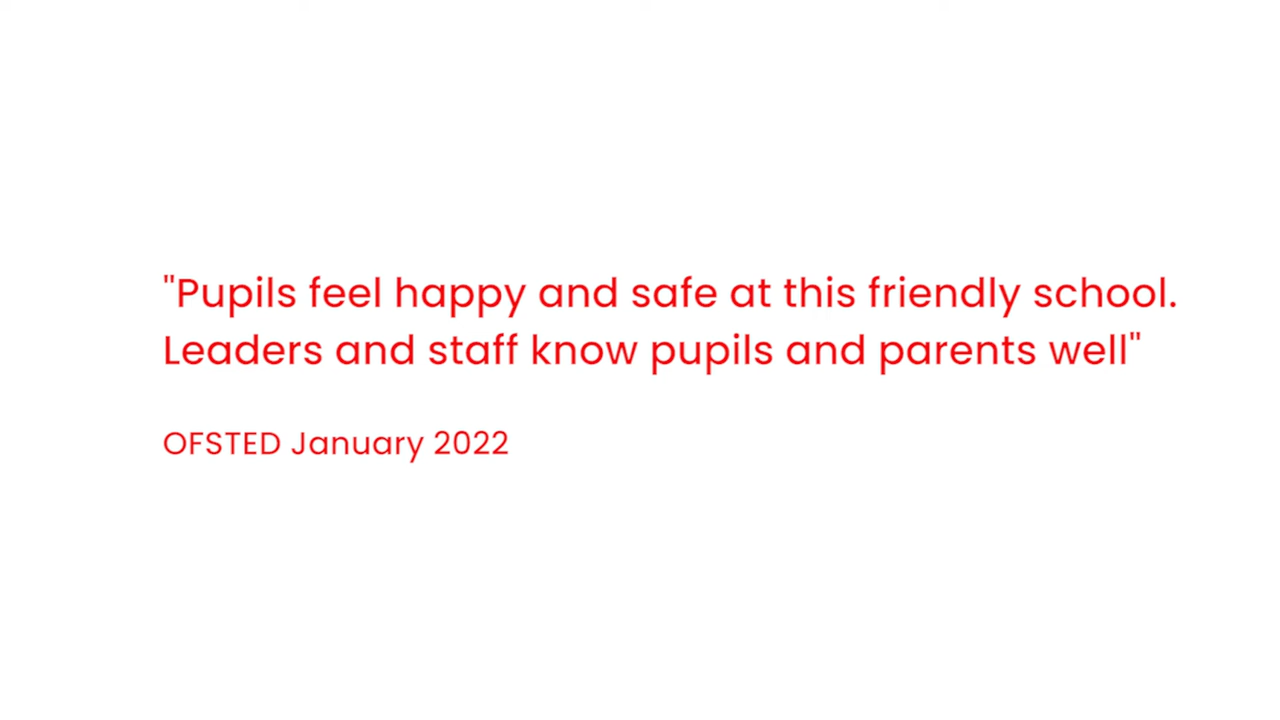 "Pupils feel happy and safe at this friendly school.
Leaders and staff know pupils and parents well"
OFSTED January 2022